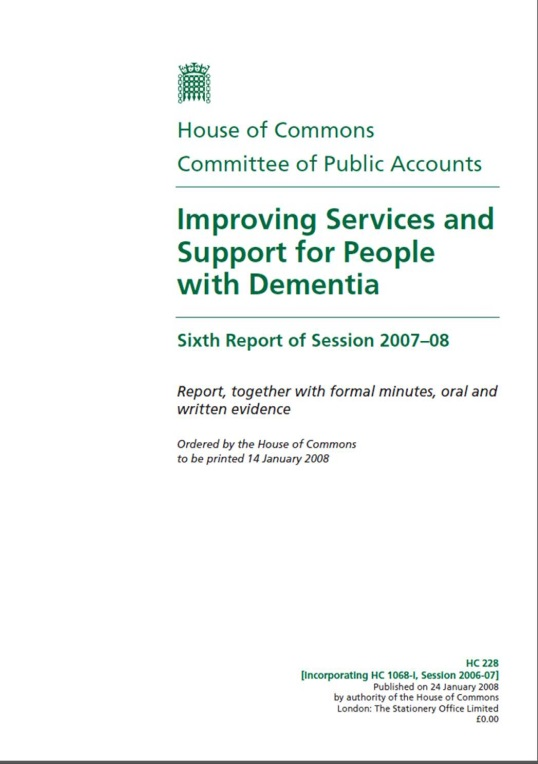 House of Commons
Committee of Public Accounts
Improving Services and
Support for People
with Dementia
Sixth Report of Session 2007–08
Report, together with formal minutes, oral and
written evidence
Ordered by the House of Commons
to be printed 14 January 2008
HC 228
[Incorporating HC 1068-i, Session 2006-07]
Published on 24 January 2008
by authority of the House of Commons
London: The Stationery Office Limited
£0.00